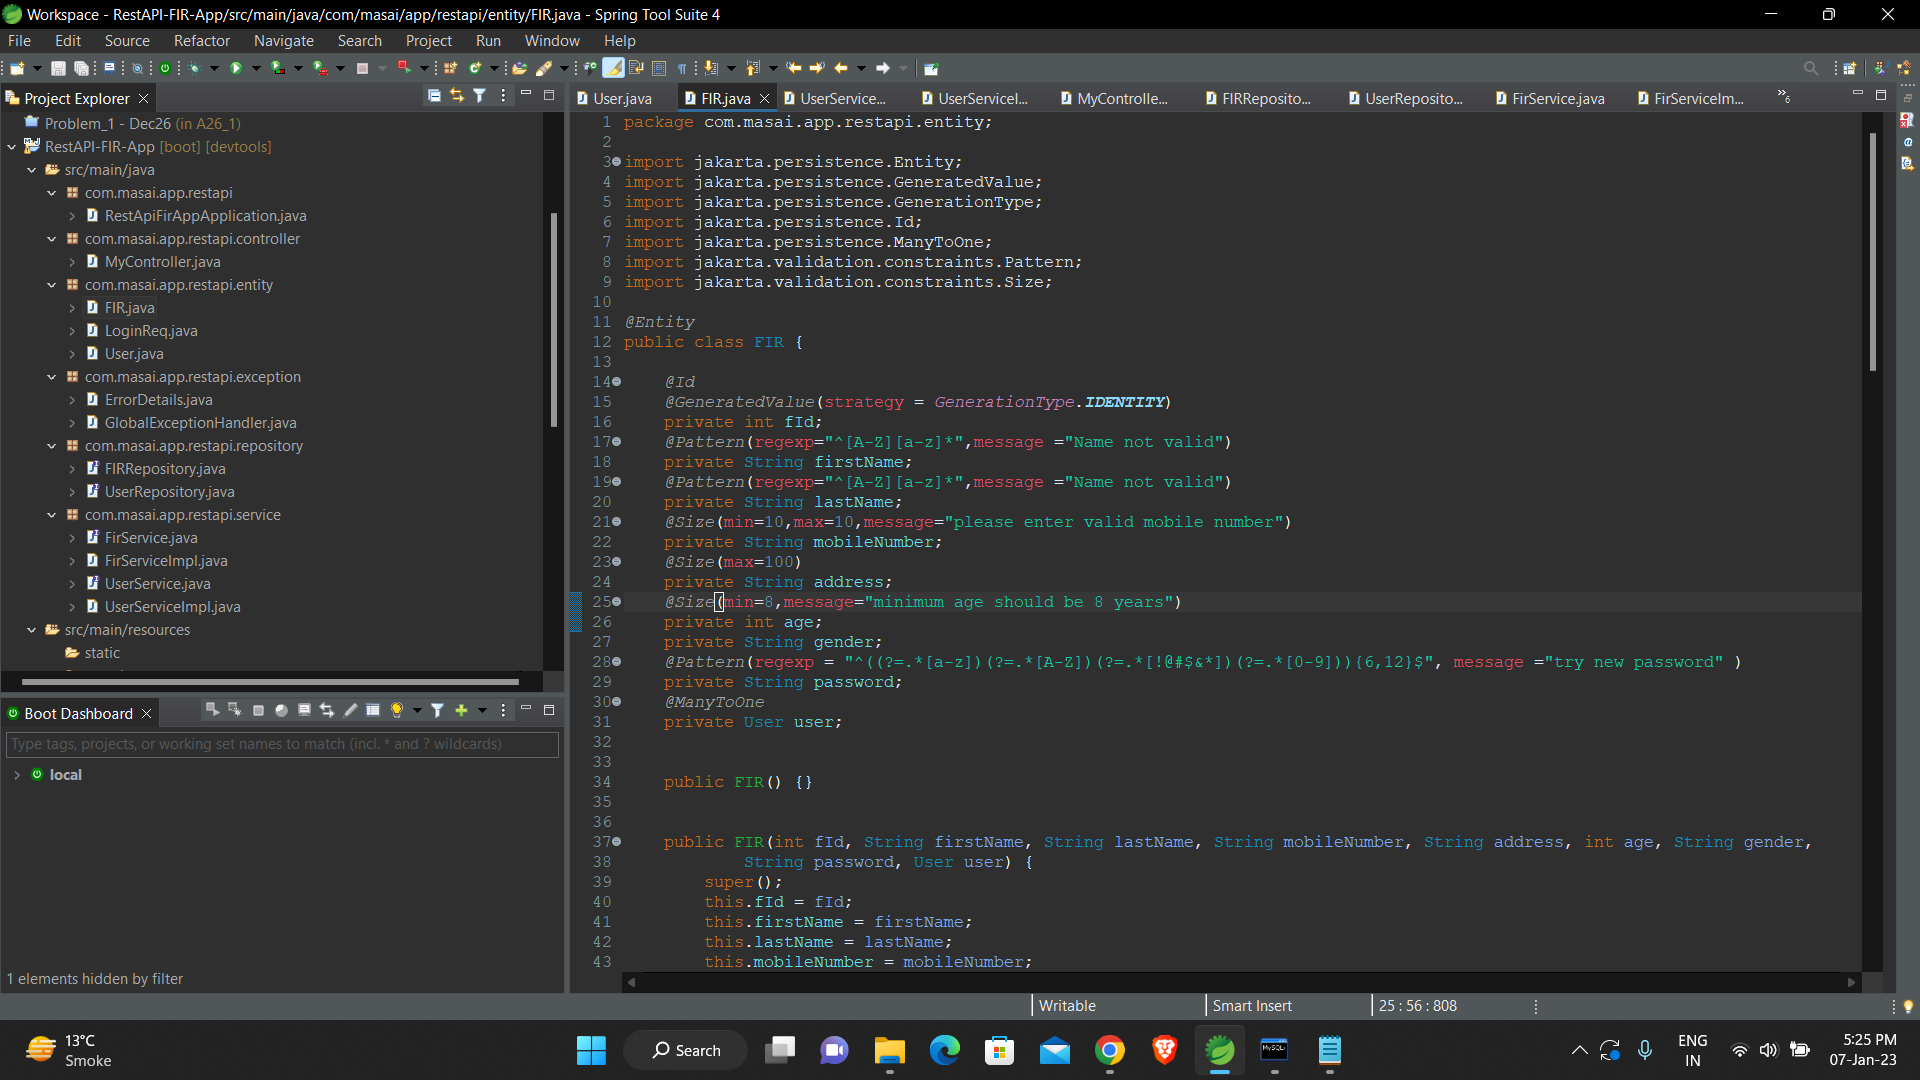 Workspace - RestAPI-FIR-App/src/main/java/com/masai/app/restapi/entity/FIR.java - Spring Tool Suite 4
File Edit Source Refactor Navigate Search Project Run Window Help
Project Explorer
Problem_1 - Dec26 (in A26_1)
RestAPI-FIR-App [boot] [devtools]
src/main/java
com.masai.app.restapi
RestApiFirAppApplication.java
com.masai.app.restapi.controller
MyController.java
com.masai.app.restapi.entity
FIR.java
LoginReq.java
User.java
com.masai.app.restapi.exception
ErrorDetails.java
GlobalExceptionHandler.java
com.masai.app.restapi.repository
FIRRepository.java
UserRepository.java
com.masai.app.restapi.service
FirService.java
FirServiceImpl.java
UserService.java
UserServiceImpl.java
src/main/resources
static
Boot Dashboard
Type tags, projects, or working set names to match (incl. * and ? wildcards)
local
1 elements hidden by filter
User.java FIR.java UserService... UserServiceI... MyControlle... FIRReposito... UserReposito... FirService.java FirServiceIm... »6
1 package com.masai.app.restapi.entity;
2
3 import jakarta.persistence.Entity;
4 import jakarta.persistence.GeneratedValue;
5 import jakarta.persistence.GenerationType;
6 import jakarta.persistence.Id;
7 import jakarta.persistence.ManyToOne;
8 import jakarta.validation.constraints.Pattern;
9 import jakarta.validation.constraints.Size;
10
11 @Entity
12 public class FIR {
13
14 @Id
15 @GeneratedValue(strategy = GenerationType.IDENTITY)
16 private int fId;
17 @Pattern(regexp="^[A-Z][a-z]*",message ="Name not valid")
18 private String firstName;
19 @Pattern(regexp="^[A-Z][a-z]*",message ="Name not valid")
20 private String lastName;
21 @Size(min=10,max=10,message="please enter valid mobile number")
22 private String mobileNumber;
23 @Size(max=100)
24 private String address;
25 @Size(min=8,message="minimum age should be 8 years")
26 private int age;
27 private String gender;
28 @Pattern(regexp = "^((?=.*[a-z])(?=.*[A-Z])(?=.*[!@#$&*])(?=.*[0-9])){6,12}$", message ="try new password" )
29 private String password;
30 @ManyToOne
31 private User user;
32
33
34 public FIR() {}
35
36
37 public FIR(int fId, String firstName, String lastName, String mobileNumber, String address, int age, String gender,
38 String password, User user) {
39 super();
40 this.fId = fId;
41 this.firstName = firstName;
42 this.lastName = lastName;
43 this.mobileNumber = mobileNumber;
Writable Smart Insert 25 : 56 : 808
13°C
Smoke
Search
MySQL
ENG
IN
5:25 PM
07-Jan-23